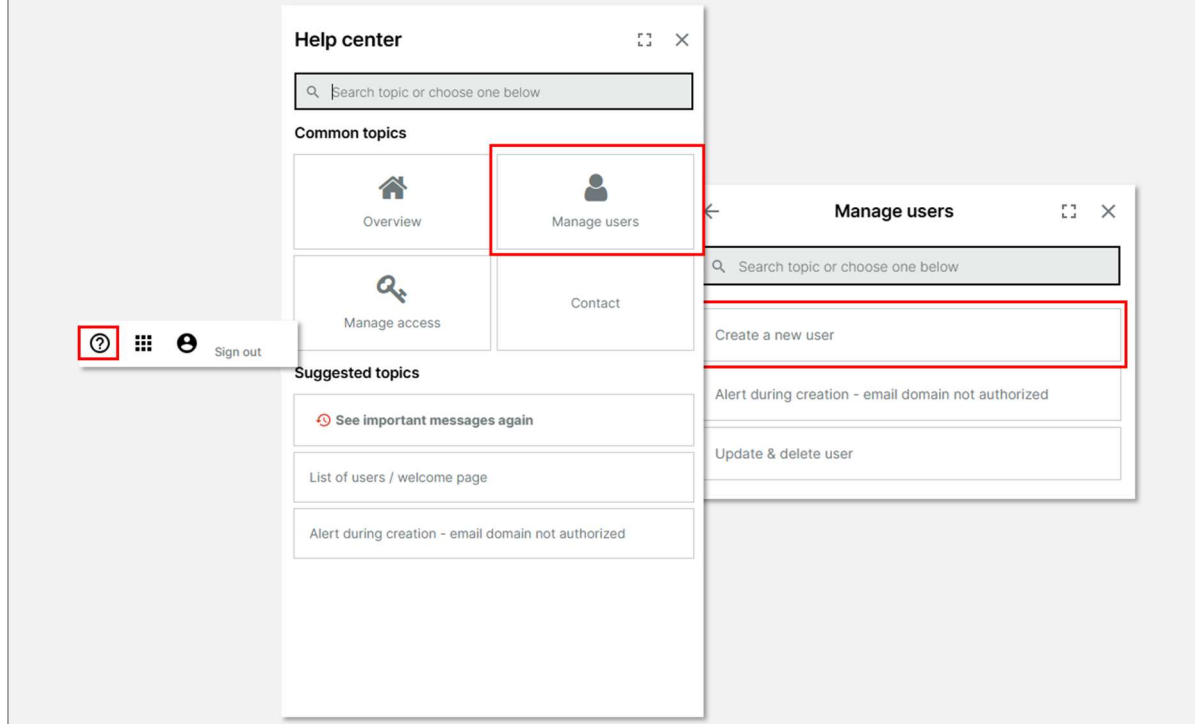 Help center
Search topic or choose one below
Common topics
Overview
Manage users
Manage access
Contact
Sign out
Suggested topics
See important messages again
List of users / welcome page
Alert during creation - email domain not authorized
Manage users
Search topic or choose one below
Create a new user
Alert during creation - email domain not authorized
Update & delete user